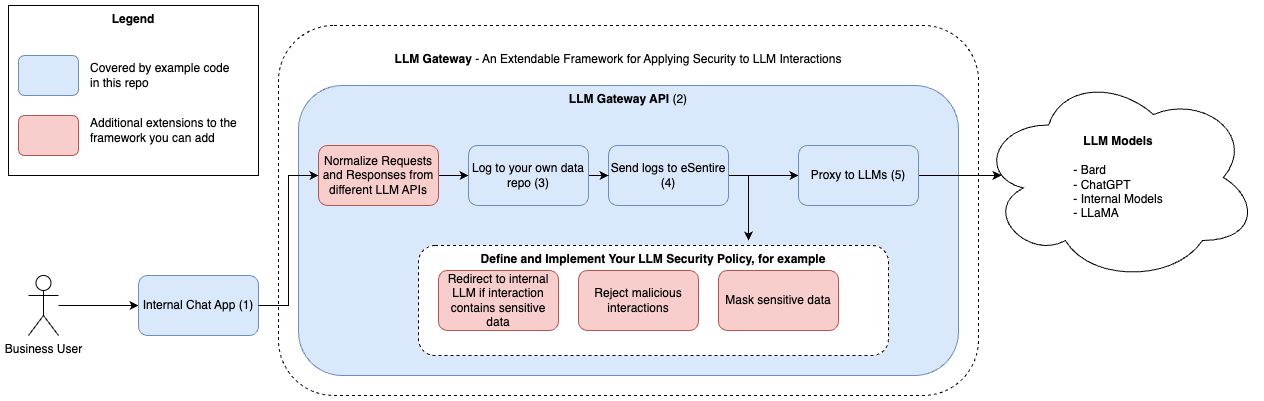 Legend
Covered by example code
in this repo
Additional extensions to the
framework you can add
LLM Gateway - An Extendable Framework for Applying Security to LLM Interactions
LLM Gateway API (2)
Normalize Requests
and Responses from
different LLM APIs
Log to your own data
repo (3)
Send logs to eSentire
(4)
Proxy to LLMs (5)
LLM Models
- Bard
- ChatGPT
- Internal Models
- LLaMA
Define and Implement Your LLM Security Policy, for example
Redirect to internal
LLM if interaction
contains sensitive
data
Reject malicious
interactions
Mask sensitive data
Internal Chat App (1)
Business User